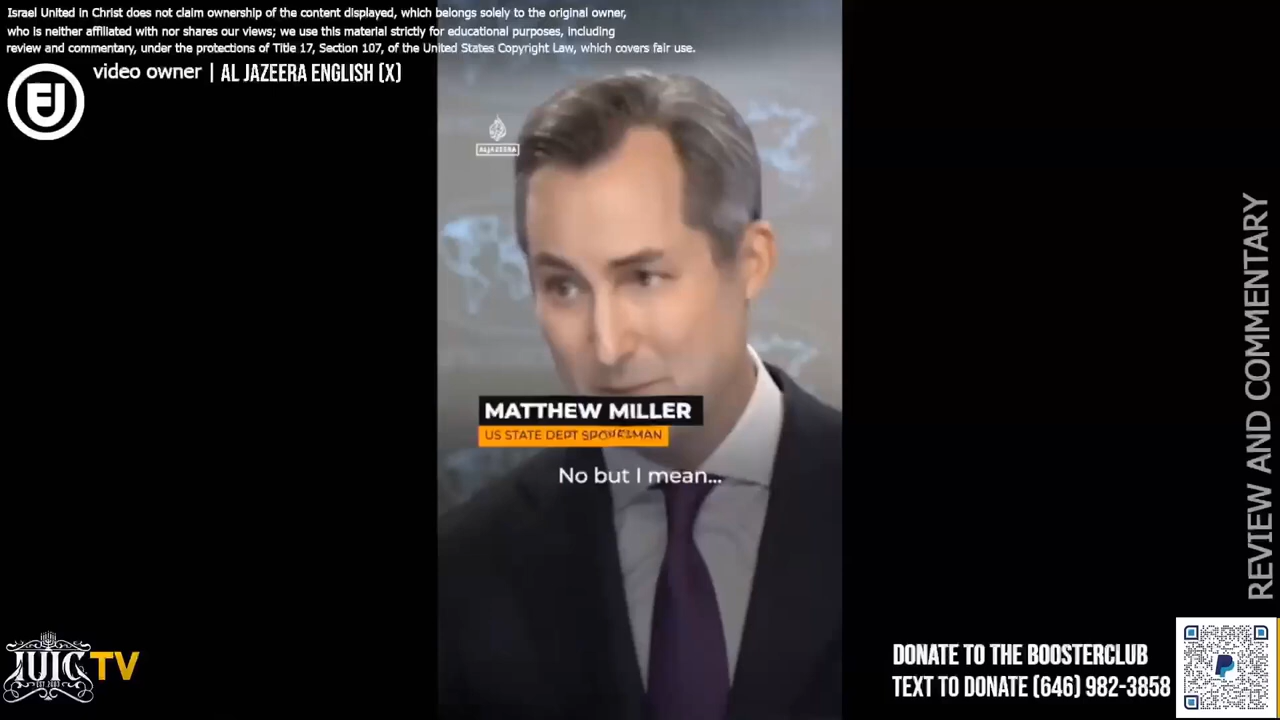 Israel United in Christ does not claim ownership of the content displayed, which belongs solely to the original owner,
who is neither affiliated with nor shares our views; we use this material strictly for educational purposes, including
review and commentary, under the protections of Title 17, Section 107, of the United States Copyright Law, which covers fair use.
video owner | AL JAZEERA ENGLISH (X)
ALJAZEERA
MATTHEW MILLER
US STATE DEPT SPOKESMAN
No but I mean...
REVIEW AND COMMENTARY
IUIC TV
EST 2003
DONATE TO THE BOOSTERCLUB
TEXT TO DONATE (646) 982-3858